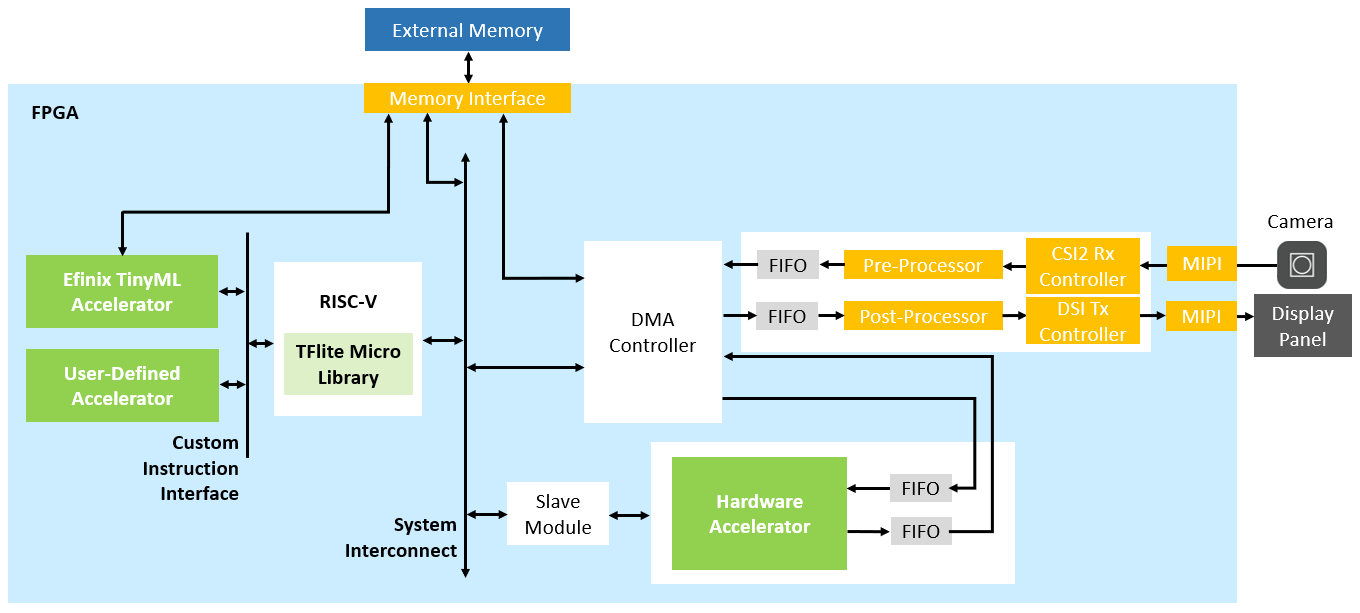 External Memory
Memory Interface
FPGA
Camera
Efinix TinyML
Accelerator
User-Defined
Accelerator
Custom
Instruction
Interface
RISC-V
TFlite Micro
Library
System
Interconnect
DMA
Controller
FIFO
Pre-Processor
CSI2 Rx
Controller
MIPI
FIFO
Post-Processor
DSI Tx
Controller
MIPI
Display
Panel
Slave
Module
Hardware
Accelerator
FIFO
FIFO